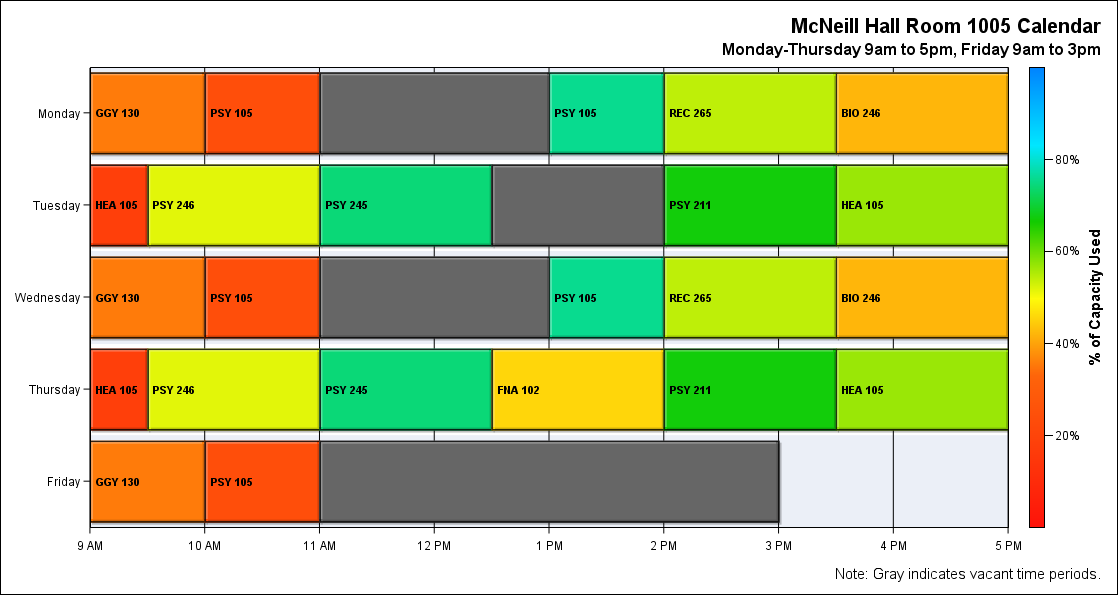 McNeill Hall Room 1005 Calendar
Monday-Thursday 9am to 5pm, Friday 9am to 3pm
Monday GGY 130 PSY 105 PSY 105 REC 265 BIO 246
Tuesday HEA 105 PSY 246 PSY 245 PSY 211 HEA 105
Wednesday GGY 130 PSY 105 PSY 105 REC 265 BIO 246
Thursday HEA 105 PSY 246 PSY 245 FNA 102 PSY 211 HEA 105
Friday GGY 130 PSY 105
9 AM 10 AM 11 AM 12 PM 1 PM 2 PM 3 PM 4 PM 5 PM
80%
60%
40%
20%
% of Capacity Used
Note: Gray indicates vacant time periods.